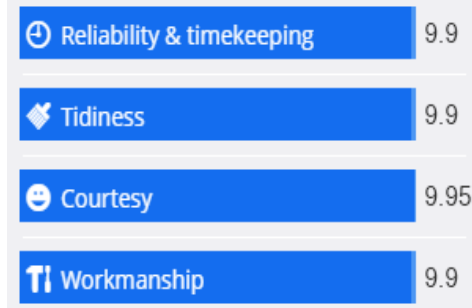 Reliability & timekeeping 9.9
Tidiness 9.9
Courtesy 9.95
Workmanship 9.9